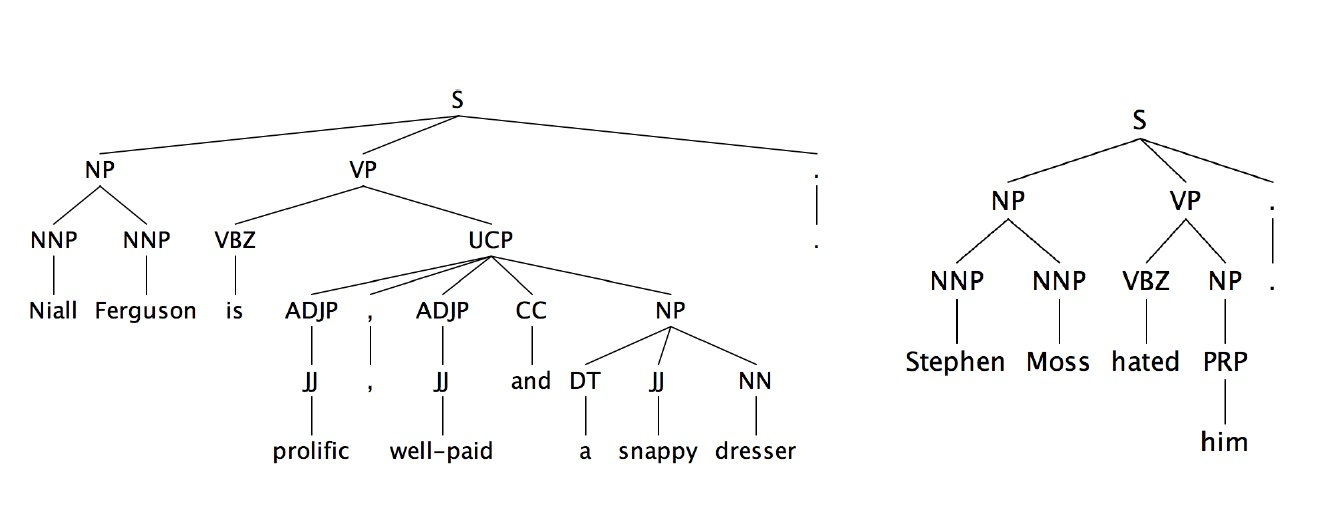 S
NP VP .
NNP NNP VBZ UCP .
Niall Ferguson is ADJP , ADJP CC NP
JJ , JJ and DT JJ NN
prolific well-paid a snappy dresser
S
NP VP .
NNP NNP VBZ NP .
Stephen Moss hated PRP
him